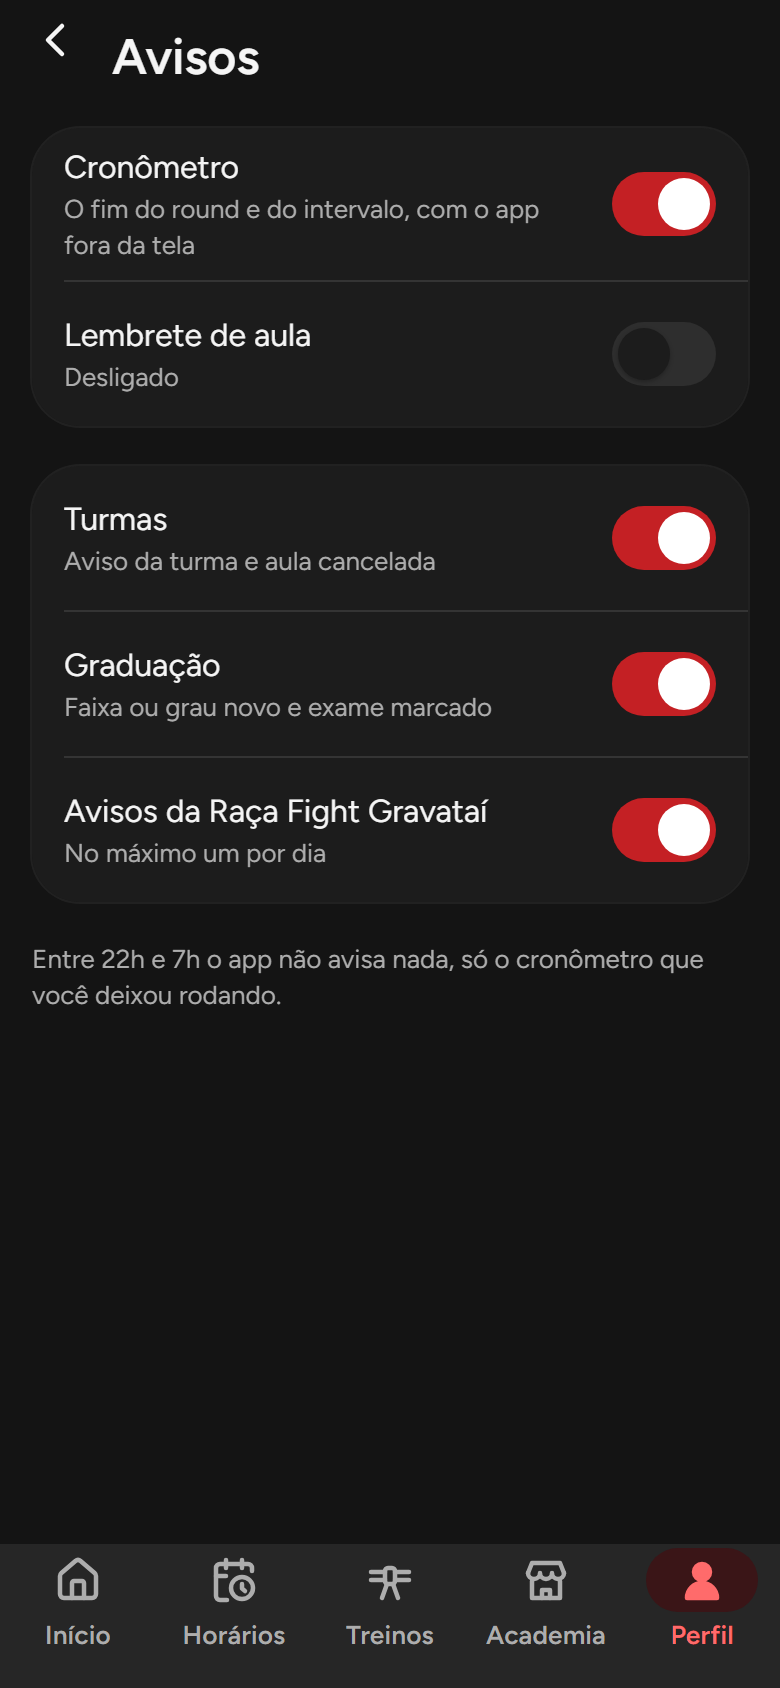 Avisos
Cronômetro
O fim do round e do intervalo, com o app
fora da tela
Lembrete de aula
Desligado
Turmas
Aviso da turma e aula cancelada
Graduação
Faixa ou grau novo e exame marcado
Avisos da Raça Fight Gravataí
No máximo um por dia
Entre 22h e 7h o app não avisa nada, só o cronômetro que
você deixou rodando.
Início
Horários
Treinos
Academia
Perfil